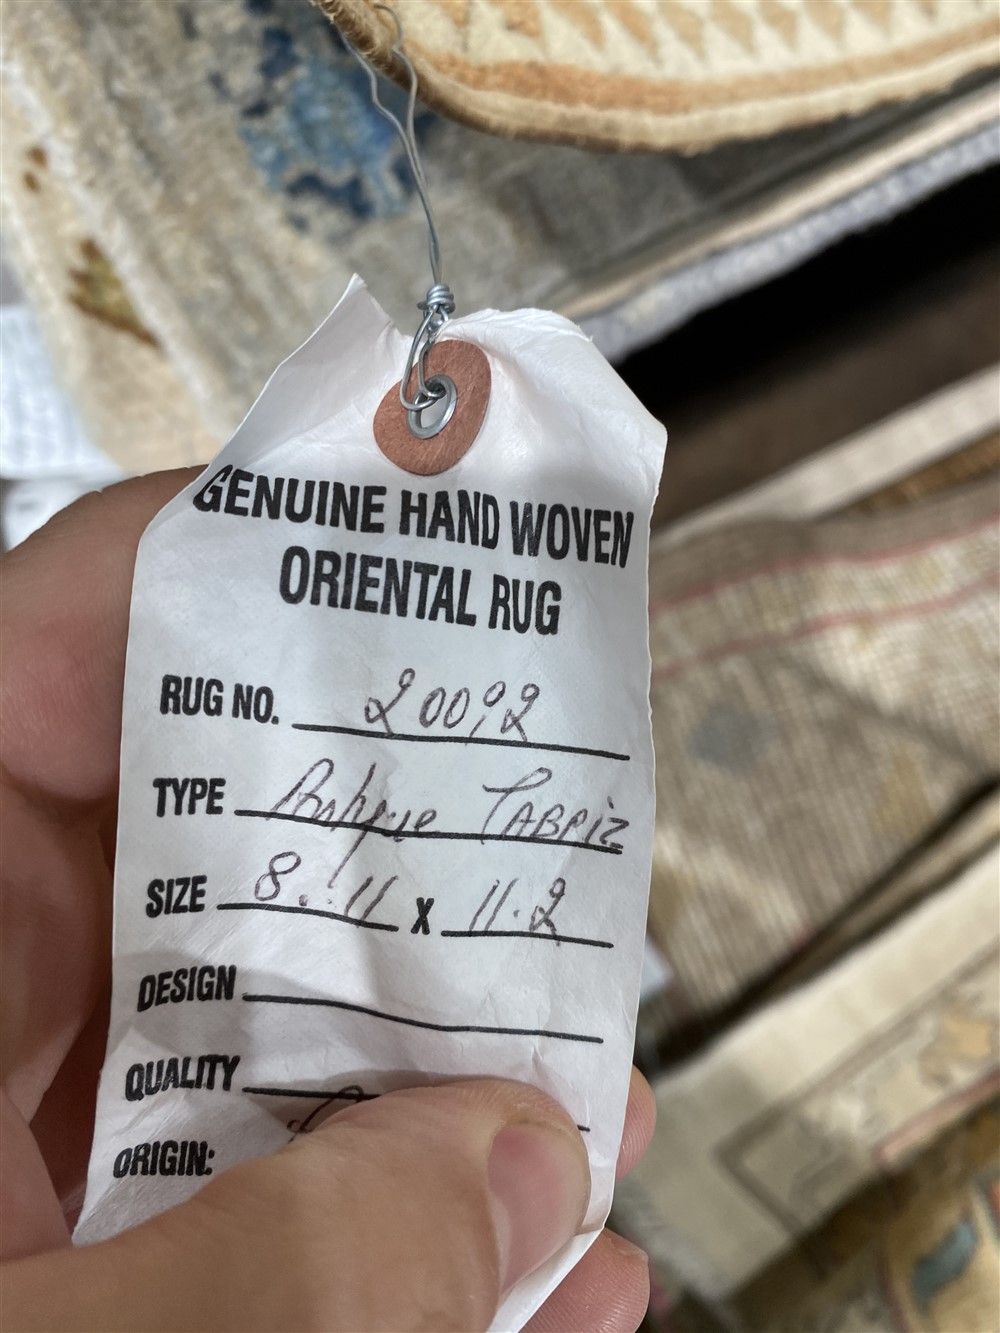 GENUINE HAND WOVEN
ORIENTAL RUG
RUG NO. 20092
TYPE Antique TABRIZ
SIZE 8.11 X 11.2
DESIGN
QUALITY
ORIGIN: